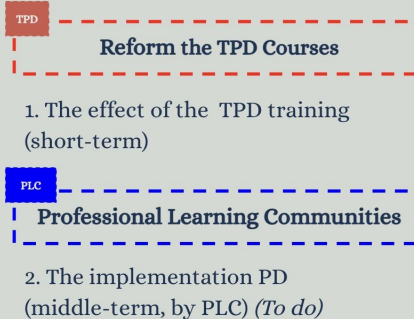 TPD
Reform the TPD Courses
1. The effect of the TPD training
(short-term)
PLC
Professional Learning Communities
2. The implementation PD
(middle-term, by PLC) (To do)